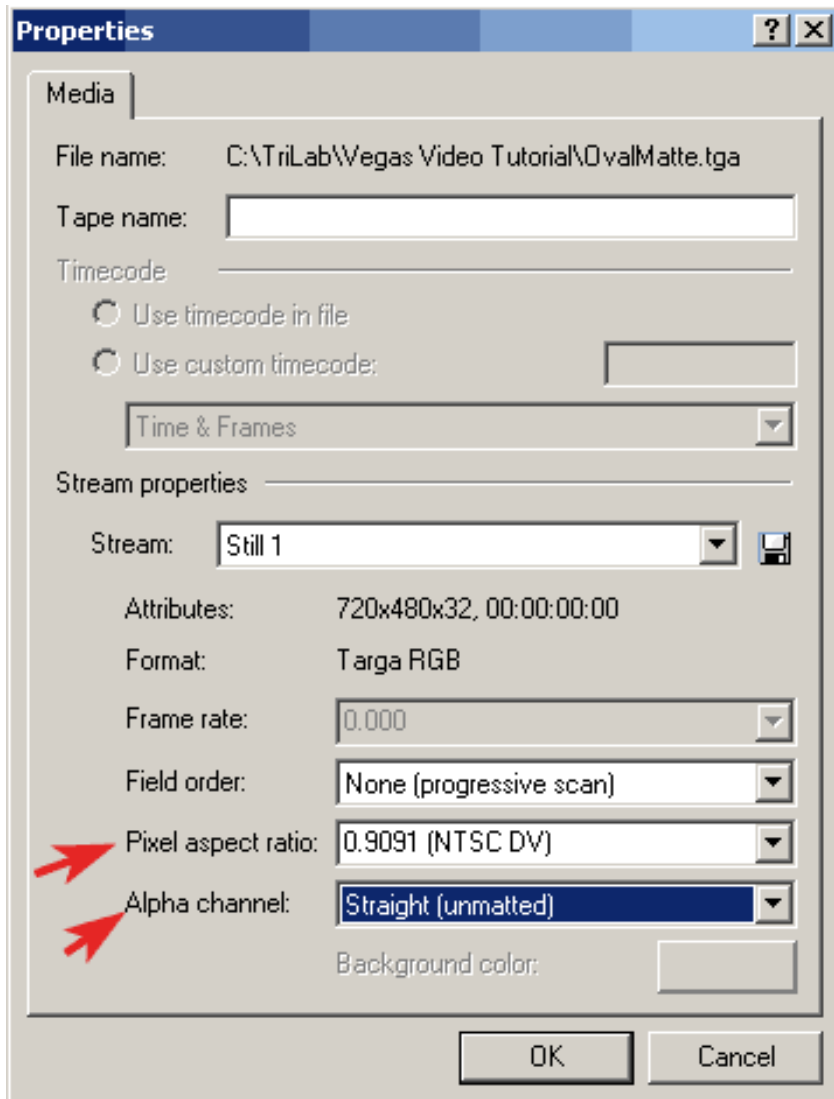 Properties
Media
File name: C:\TriLab\Vegas Video Tutorial\OvalMatte.tga
Tape name:
Timecode
Use timecode in file
Use custom timecode:
Time & Frames
Stream properties
Stream: Still 1
Attributes: 720x480x32, 00:00:00:00
Format: Targa RGB
Frame rate: 0.000
Field order: None (progressive scan)
Pixel aspect ratio: 0.9091 (NTSC DV)
Alpha channel: Straight (unmatted)
Background color:
OK Cancel